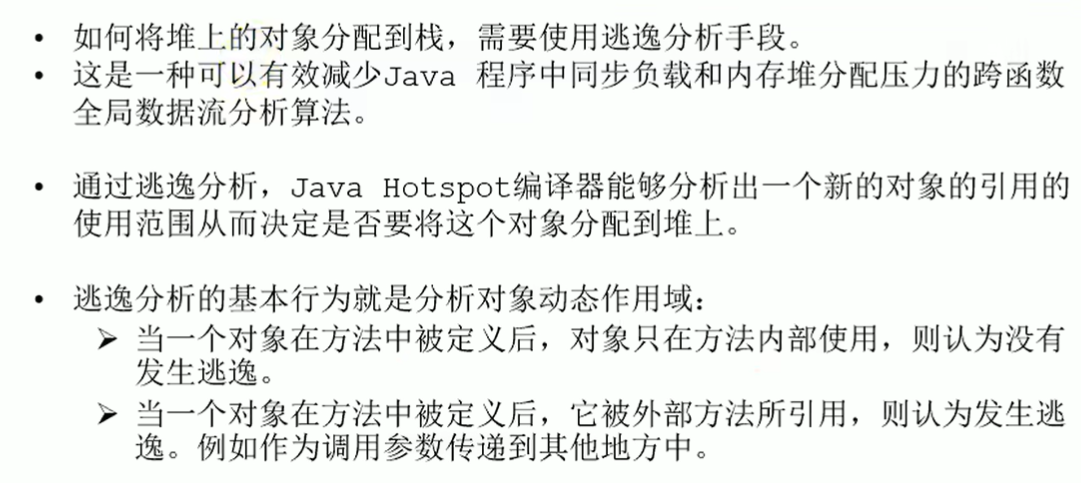 • 如何将堆上的对象分配到栈，需要使用逃逸分析手段。
• 这是一种可以有效减少Java 程序中同步负载和内存堆分配压力的跨函数
全局数据流分析算法。
• 通过逃逸分析，Java Hotspot编译器能够分析出一个新的对象的引用的
使用范围从而决定是否要将这个对象分配到堆上。
• 逃逸分析的基本行为就是分析对象动态作用域：
➢ 当一个对象在方法中被定义后，对象只在方法内部使用，则认为没有
发生逃逸。
➢ 当一个对象在方法中被定义后，它被外部方法所引用，则认为发生逃
逸。例如作为调用参数传递到其他地方中。